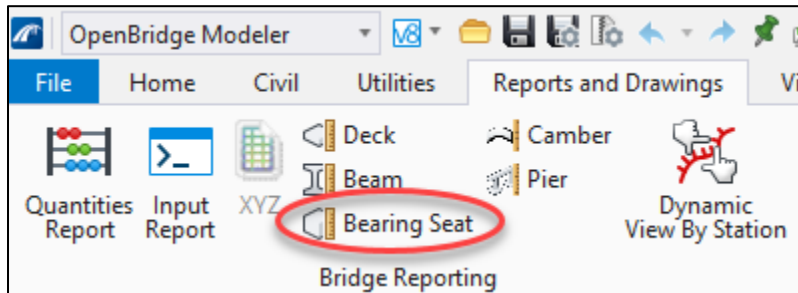 OpenBridge Modeler
File Home Civil Utilities Reports and Drawings
Quantities Report
Input Report
XYZ
Deck
Beam
Bearing Seat
Camber
Pier
Dynamic
View By Station
Bridge Reporting